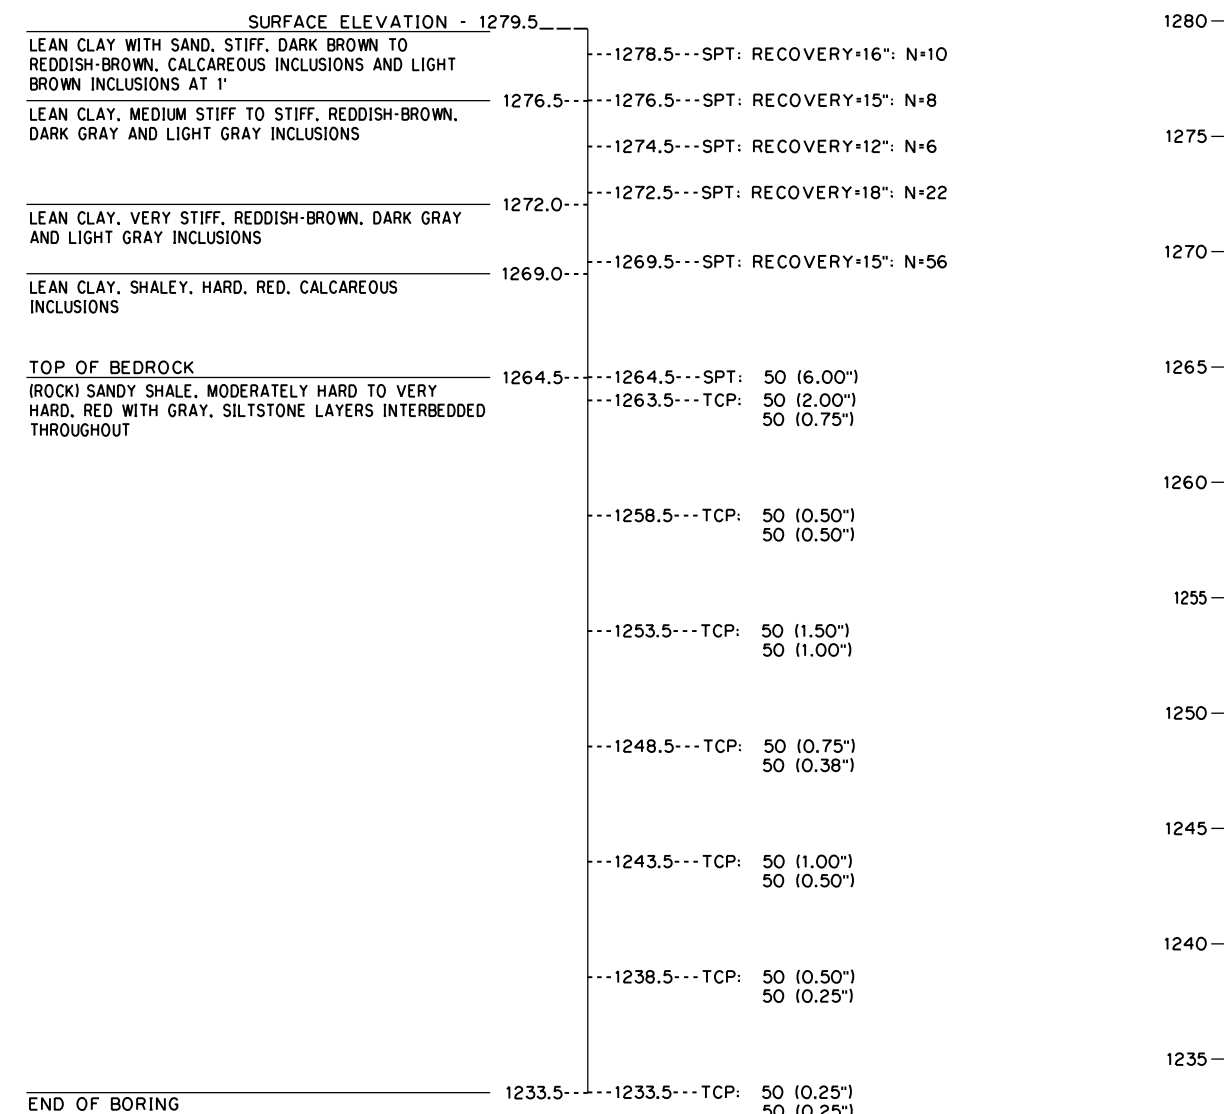 SURFACE ELEVATION - 1279.5
LEAN CLAY WITH SAND, STIFF, DARK BROWN TO
REDDISH-BROWN, CALCAREOUS INCLUSIONS AND LIGHT
BROWN INCLUSIONS AT 1'
1276.5
LEAN CLAY, MEDIUM STIFF TO STIFF, REDDISH-BROWN,
DARK GRAY AND LIGHT GRAY INCLUSIONS
1272.0
LEAN CLAY, VERY STIFF, REDDISH-BROWN, DARK GRAY
AND LIGHT GRAY INCLUSIONS
1269.0
LEAN CLAY, SHALEY, HARD, RED, CALCAREOUS
INCLUSIONS
TOP OF BEDROCK
1264.5
(ROCK) SANDY SHALE, MODERATELY HARD TO VERY
HARD, RED WITH GRAY, SILTSTONE LAYERS INTERBEDDED
THROUGHOUT
1233.5
END OF BORING
---1278.5---SPT: RECOVERY=16": N=10
---1276.5---SPT: RECOVERY=15": N=8
---1274.5---SPT: RECOVERY=12": N=6
---1272.5---SPT: RECOVERY=18": N=22
---1269.5---SPT: RECOVERY=15": N=56
---1264.5---SPT: 50 (6.00")
---1263.5---TCP: 50 (2.00")
50 (0.75")
---1258.5---TCP: 50 (0.50")
50 (0.50")
---1253.5---TCP: 50 (1.50")
50 (1.00")
---1248.5---TCP: 50 (0.75")
50 (0.38")
---1243.5---TCP: 50 (1.00")
50 (0.50")
---1238.5---TCP: 50 (0.50")
50 (0.25")
---1233.5---TCP: 50 (0.25")
50 (0.25")
1280
1275
1270
1265
1260
1255
1250
1245
1240
1235